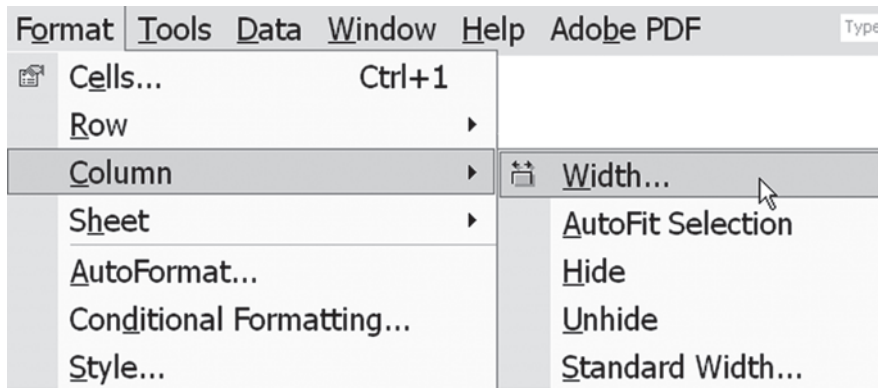 Format Tools Data Window Help Adobe PDF Type
Cells... Ctrl+1
Row
Column
Sheet
AutoFormat...
Conditional Formatting...
Style...
Width...
AutoFit Selection
Hide
Unhide
Standard Width...